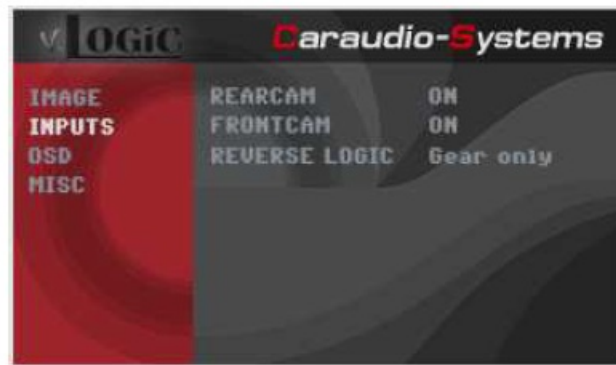 v.LOGiC Caraudio-Systems
IMAGE REARCAM ON
INPUTS FRONTCAM ON
OSD REVERSE LOGIC Gear only
MISC